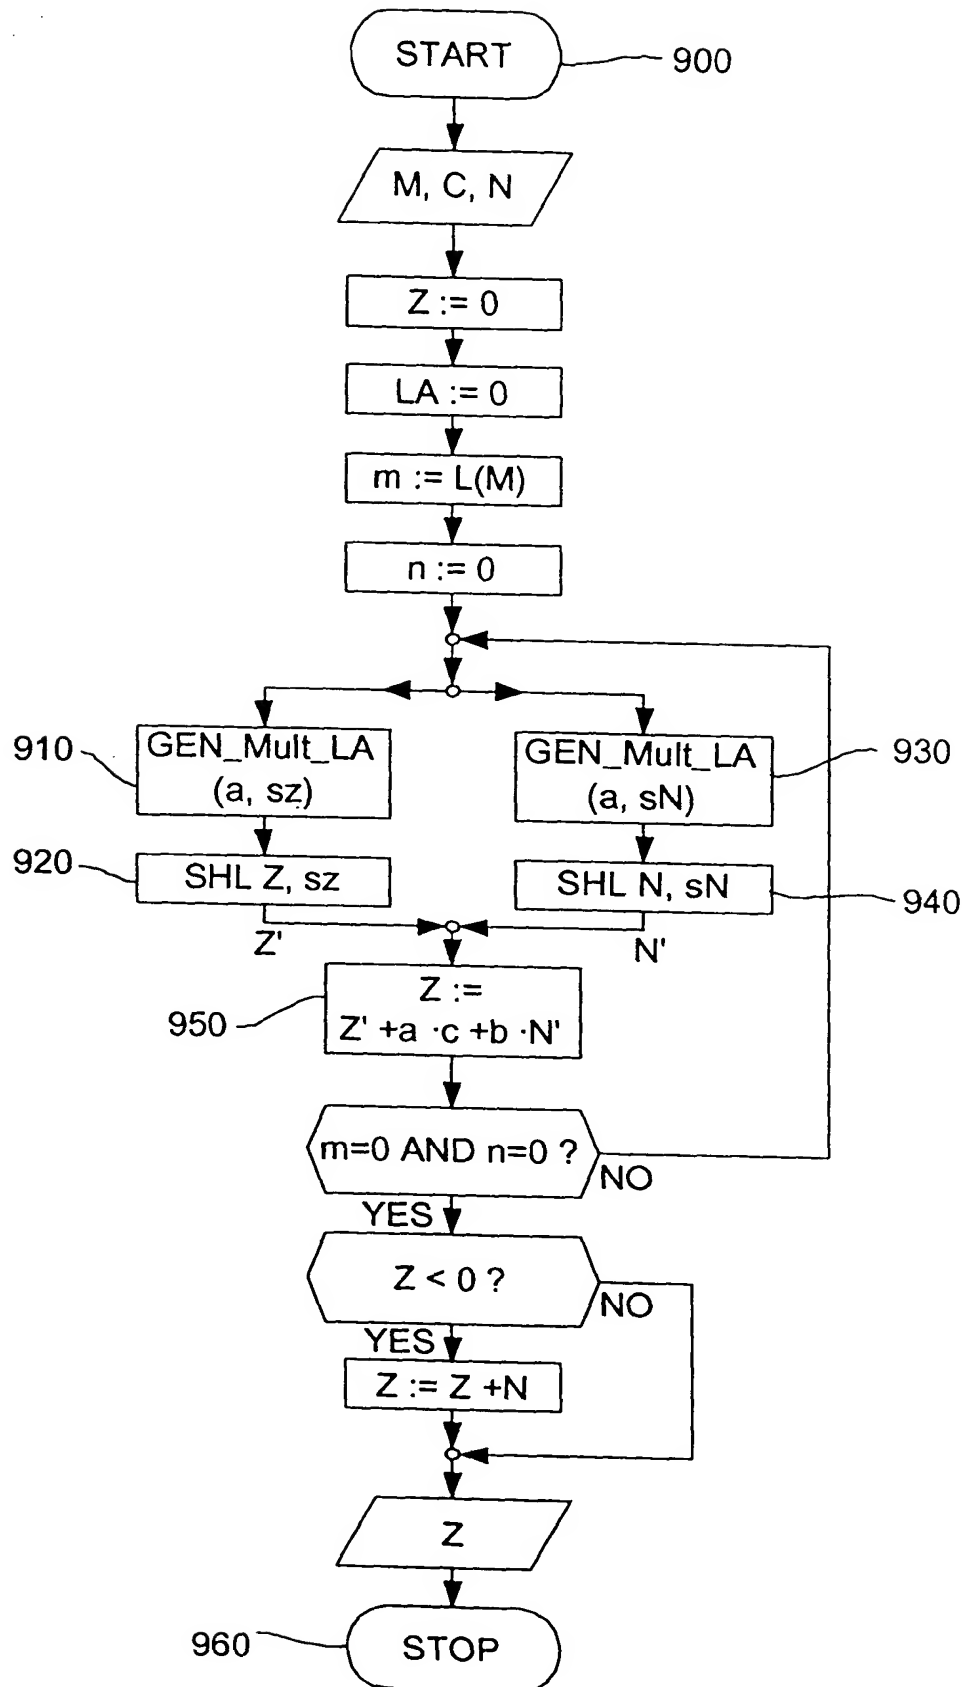 START
900
M, C, N
Z := 0
LA := 0
m := L(M)
n := 0
910
GEN_Mult_LA
(a, sz)
GEN_Mult_LA
(a, sN)
930
920
SHL Z, sz
SHL N, sN
940
Z'
N'
950
Z :=
Z' +a ·c +b ·N'
m=0 AND n=0 ?
NO
YES
Z < 0 ?
NO
YES
Z := Z +N
Z
960
STOP